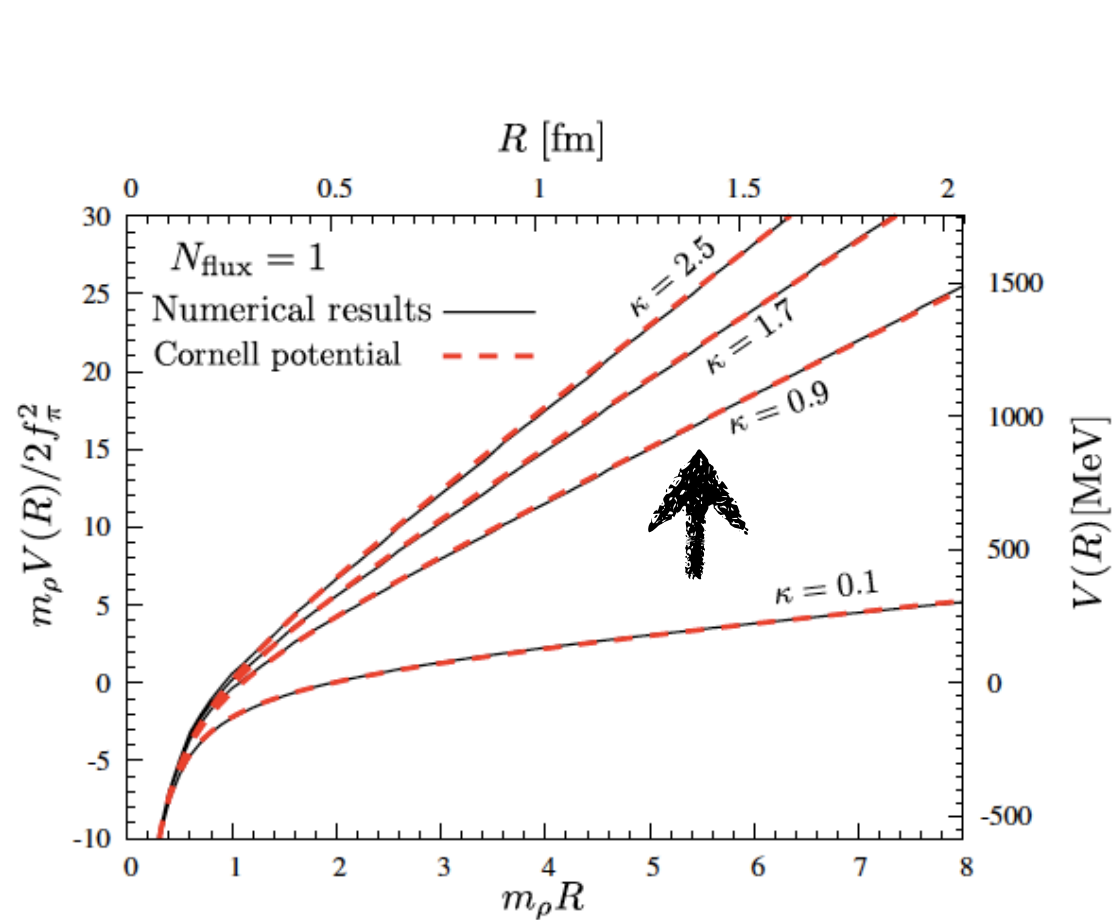 R [fm]
0 0.5 1 1.5 2
30
25
20
15
10
5
0
-5
-10
N_flux = 1
Numerical results
Cornell potential
κ = 2.5
κ = 1.7
κ = 0.9
κ = 0.1
m_ρV(R)/2f_π^2
1500
1000
500
0
-500
V(R)[MeV]
0 1 2 3 4 5 6 7 8
m_ρR